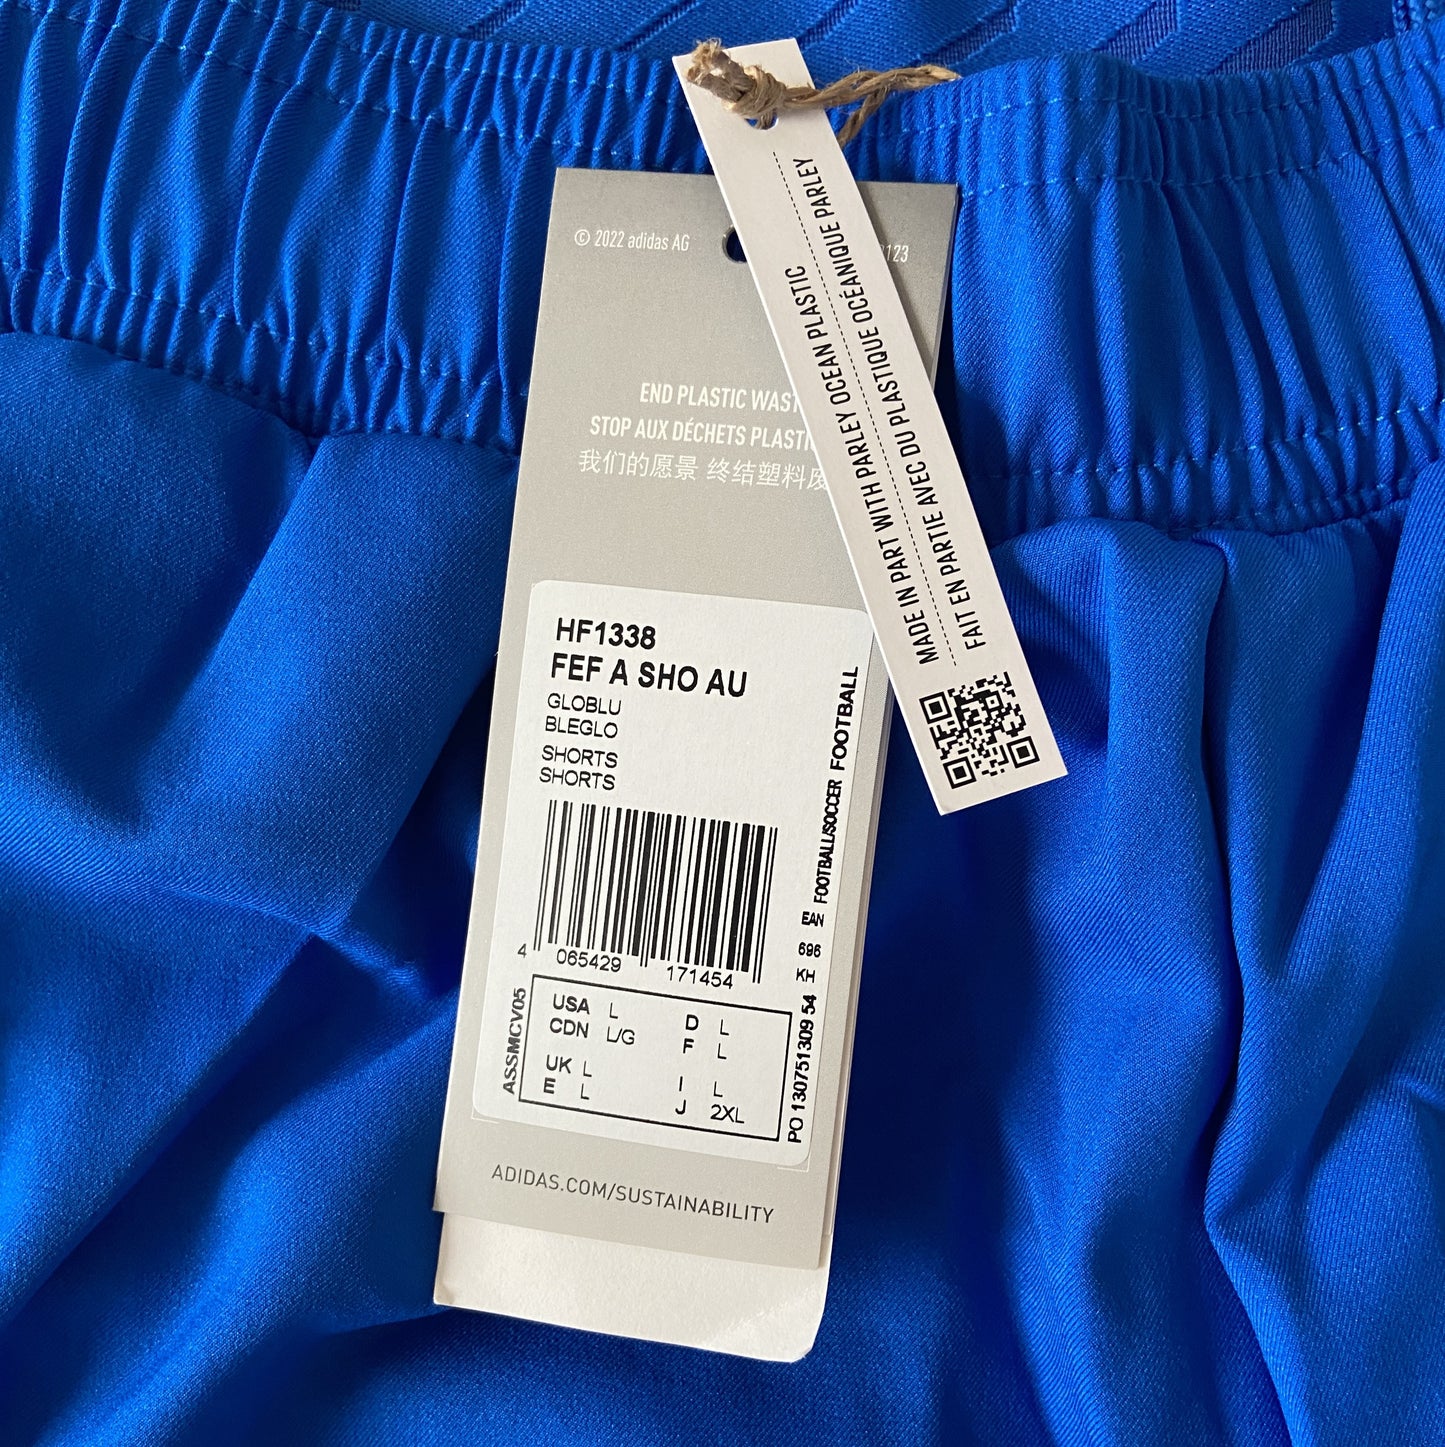 © 2022 adidas AG
123
END PLASTIC
STOP AUX DÉCHETS
我们的愿景 终结塑料
MADE IN PART WITH PARLEY OCEAN PLASTIC
FAIT EN PARTIE AVEC DU PLASTIQUE OCÉANIQUE PARLEY
HF1338
FEF A SHO AU
GLOBLU
BLEGLO
SHORTS
SHORTS
4 065429 171454
FOOTBALL/SOCCER FOOTBALL
EAN
696
KH
PO 130751309 54
ASSMCV05
USA L D L
CDN L/G F L
UK L I L
E L J 2XL
ADIDAS.COM/SUSTAINABILITY